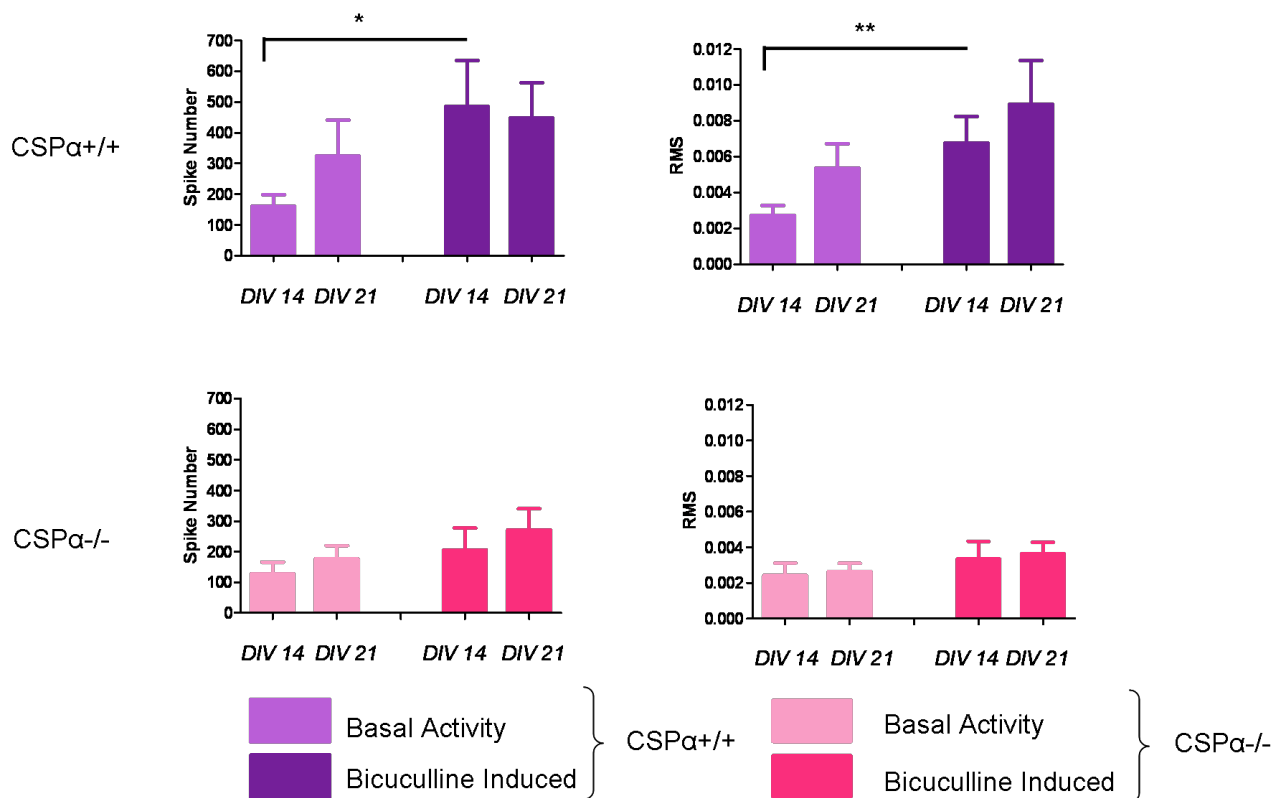 *
**
CSPα+/+
Spike Number
700
600
500
400
300
200
100
0
DIV 14 DIV 21 DIV 14 DIV 21
RMS
0.012
0.010
0.008
0.006
0.004
0.002
0.000
DIV 14 DIV 21 DIV 14 DIV 21
CSPα-/-
Spike Number
700
600
500
400
300
200
100
0
DIV 14 DIV 21 DIV 14 DIV 21
RMS
0.012
0.010
0.008
0.006
0.004
0.002
0.000
DIV 14 DIV 21 DIV 14 DIV 21
Basal Activity
Bicuculline Induced
CSPα+/+
Basal Activity
Bicuculline Induced
CSPα-/-